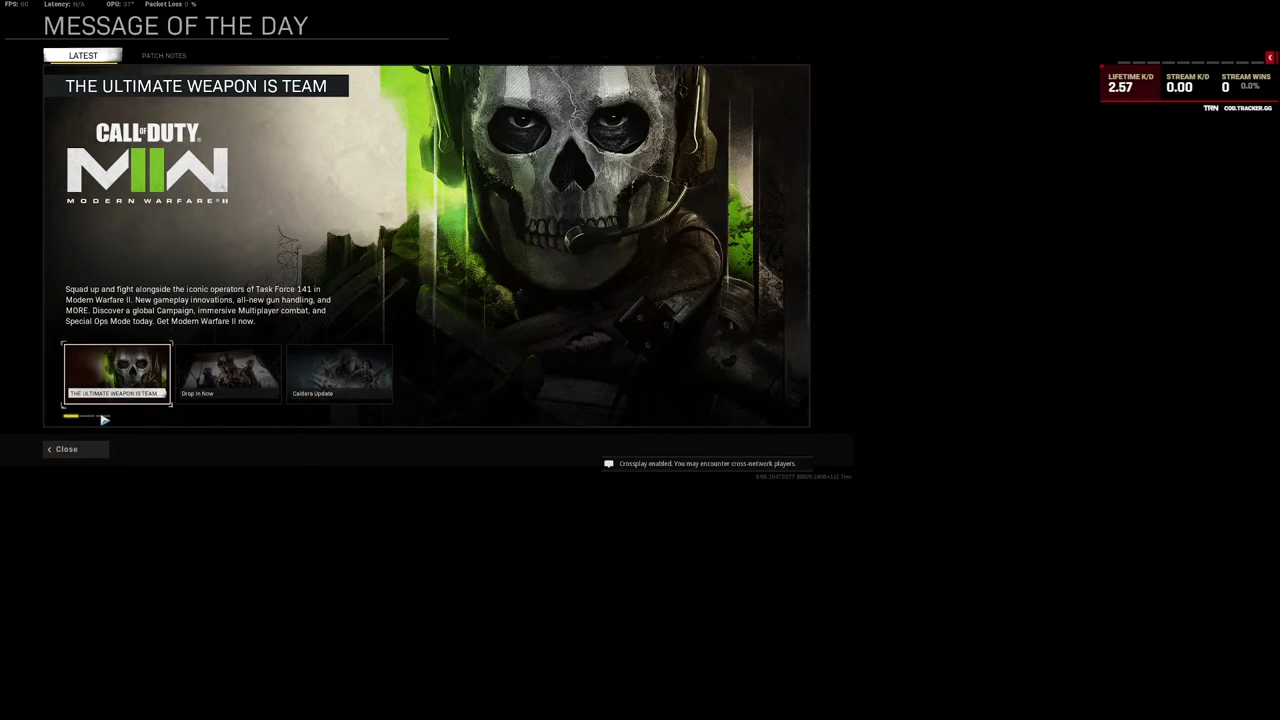 FPS: 60 Latency: N/A GPU: 37° Packet Loss 0 %
MESSAGE OF THE DAY
LATEST PATCH NOTES
THE ULTIMATE WEAPON IS TEAM
CALL OF DUTY
MWII
MODERN WARFARE II
Squad up and fight alongside the iconic operators of Task Force 141 in
Modern Warfare II. New gameplay innovations, all-new gun handling, and
MORE. Discover a global Campaign, immersive Multiplayer combat, and
Special Ops Mode today. Get Modern Warfare II now.
THE ULTIMATE WEAPON IS TEAM
Drop In Now
Caldera Update
Close
Crossplay enabled. You may encounter cross-network players.
LIFETIME K/D STREAM K/D STREAM WINS
2.57 0.00 0 0.0%
TRN COD.TRACKER.GG